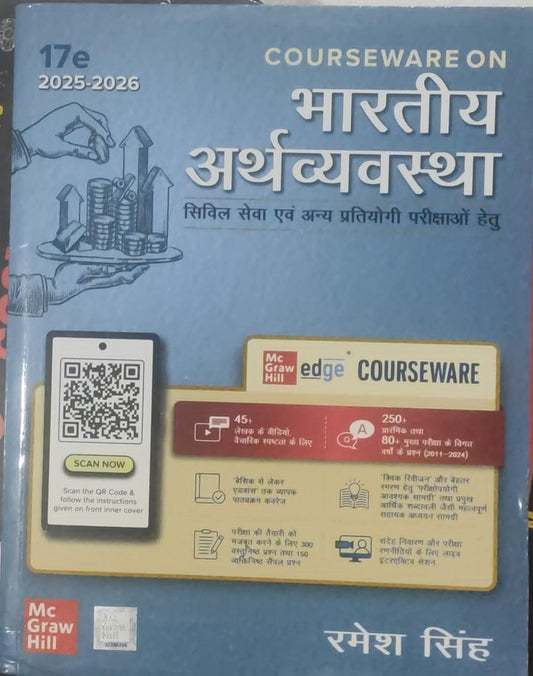 17e
2025-2026
COURSEWARE ON
भारतीय
अर्थव्यवस्था
सिविल सेवा एवं अन्य प्रतियोगी परीक्षाओं हेतु
Mc
Graw
Hill
edge
COURSEWARE
45+
लेखक के वीडियो,
वैचारिक स्पष्टता के लिए
250+
प्रारंभिक तथा
80+ मुख्य परीक्षा के विगत
वर्षों के प्रश्न (2011–2024)
'बेसिक से लेकर
एडवांस' तक व्यापक
पाठ्यक्रम कवरेज
'क्विक रिवीजन' और बेहतर
स्मरण हेतु 'परीक्षोपयोगी
आवश्यक सामग्री' तथा प्रमुख
आर्थिक शब्दावली जैसी महत्वपूर्ण
सहायक अध्ययन सामग्री
परीक्षा की तैयारी को
मजबूत करने के लिए 300
वस्तुनिष्ठ प्रश्न तथा 150
व्यक्तिनिष्ठ सैंपल प्रश्न
संदेह निवारण और परीक्षा
रणनीतियों के लिए लाइव
इंटरएक्टिव सेशन
Q
A
SCAN NOW
Scan the QR Code &
follow the instructions
given on front inner cover
Mc
Graw
Hill
रमेश सिंह